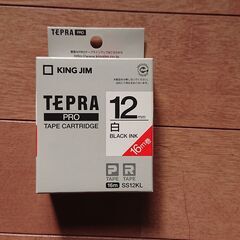 TEPRA PRO
KING JIM
TEPRA
PRO
TAPE CARTRIDGE
12mm
白
BLACK INK
16m巻
P R
TAPE TAPE
16m SS12KL